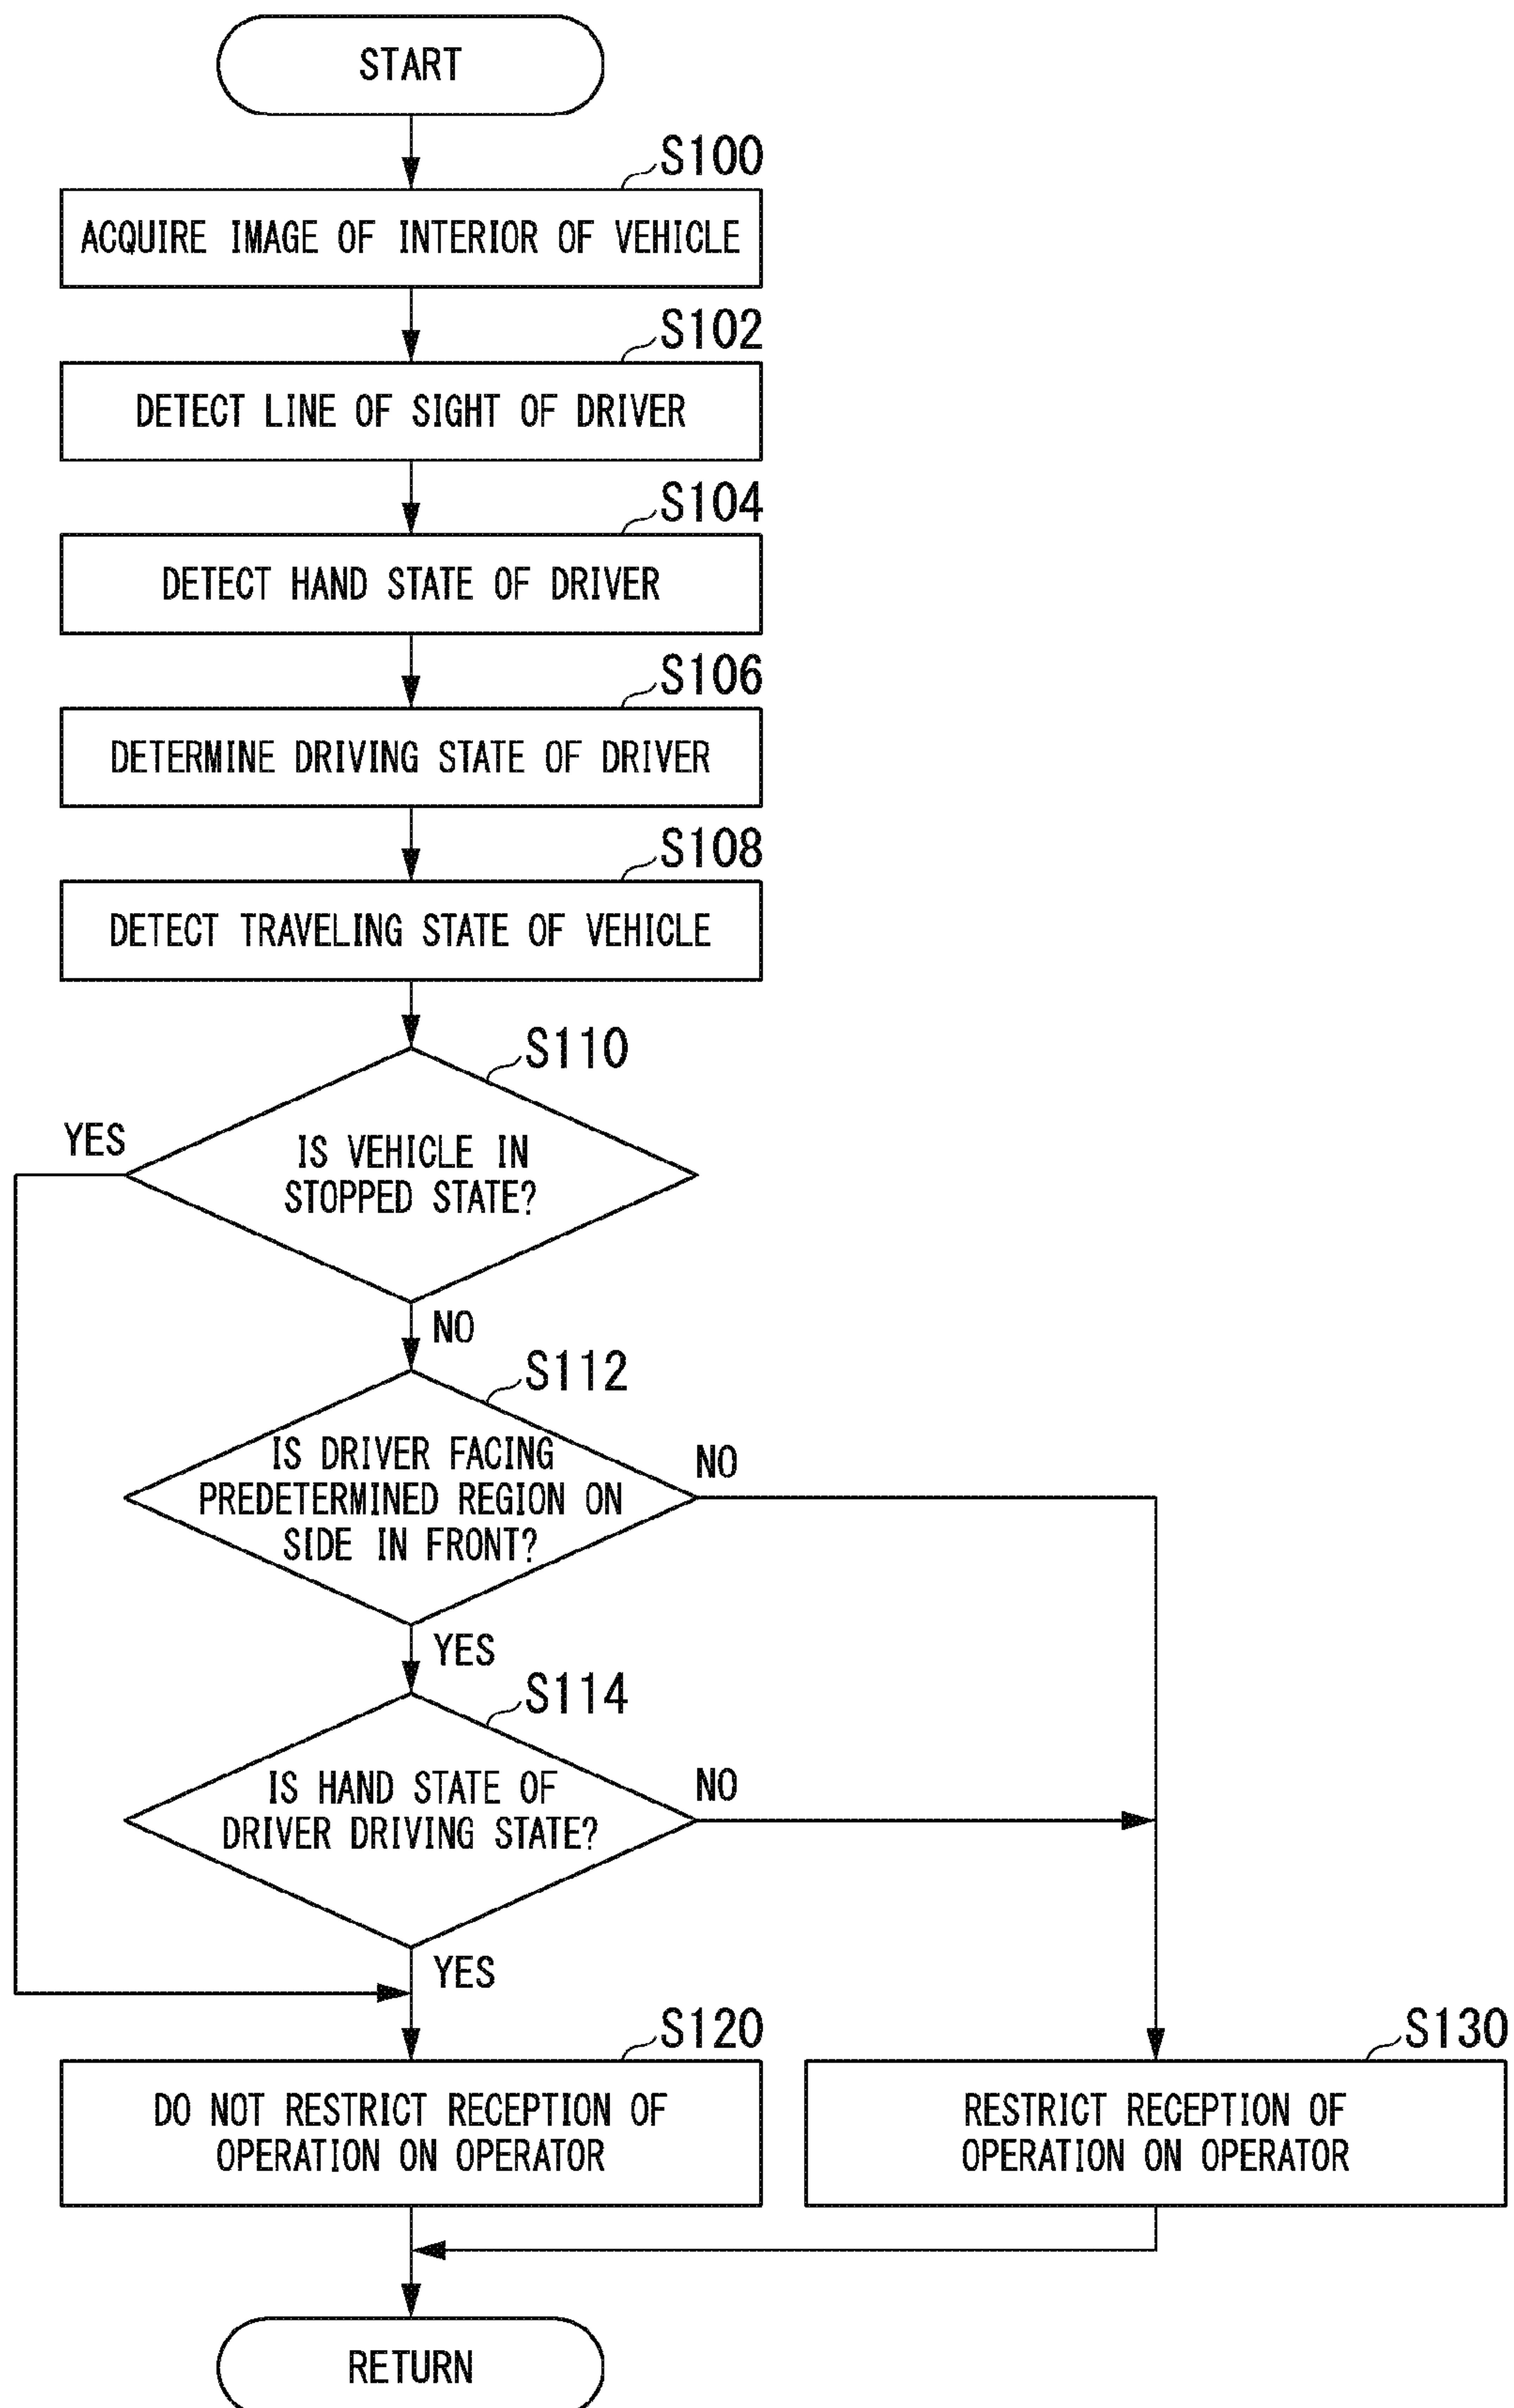 START
S100
ACQUIRE IMAGE OF INTERIOR OF VEHICLE
S102
DETECT LINE OF SIGHT OF DRIVER
S104
DETECT HAND STATE OF DRIVER
S106
DETERMINE DRIVING STATE OF DRIVER
S108
DETECT TRAVELING STATE OF VEHICLE
S110
YES
IS VEHICLE IN
STOPPED STATE?
NO
S112
IS DRIVER FACING
PREDETERMINED REGION ON
SIDE IN FRONT?
NO
YES
S114
IS HAND STATE OF
DRIVER DRIVING STATE?
NO
YES
S120
DO NOT RESTRICT RECEPTION OF
OPERATION ON OPERATOR
S130
RESTRICT RECEPTION OF
OPERATION ON OPERATOR
RETURN